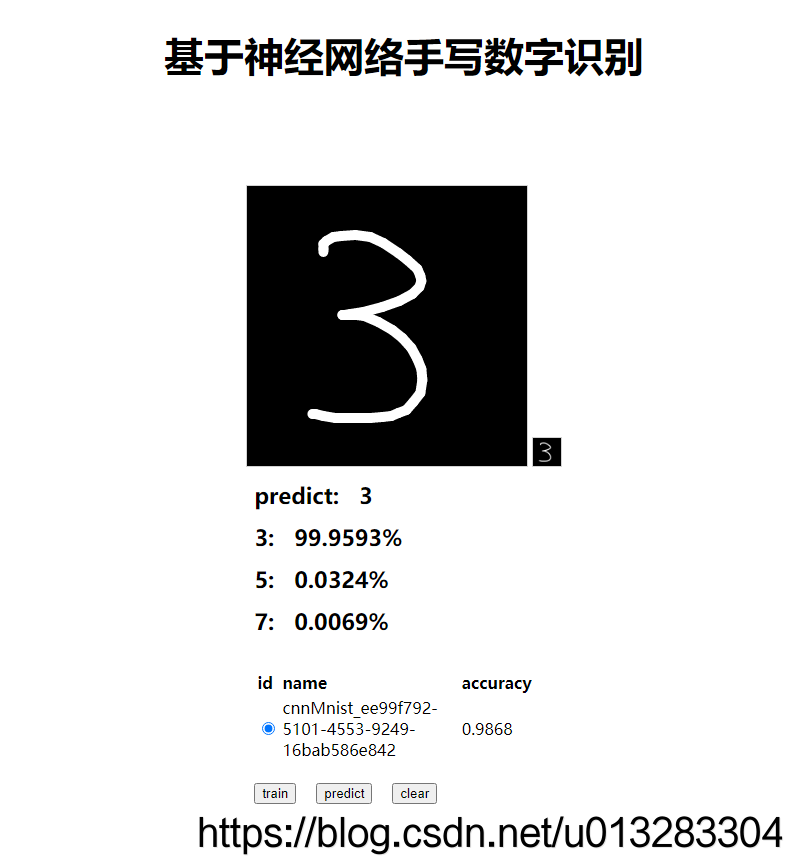 基于神经网络手写数字识别
3
3
predict: 3
3: 99.9593%
5: 0.0324%
7: 0.0069%
id name accuracy
cnnMnist_ee99f792-
5101-4553-9249- 0.9868
16bab586e842
train predict clear
https://blog.csdn.net/u013283304